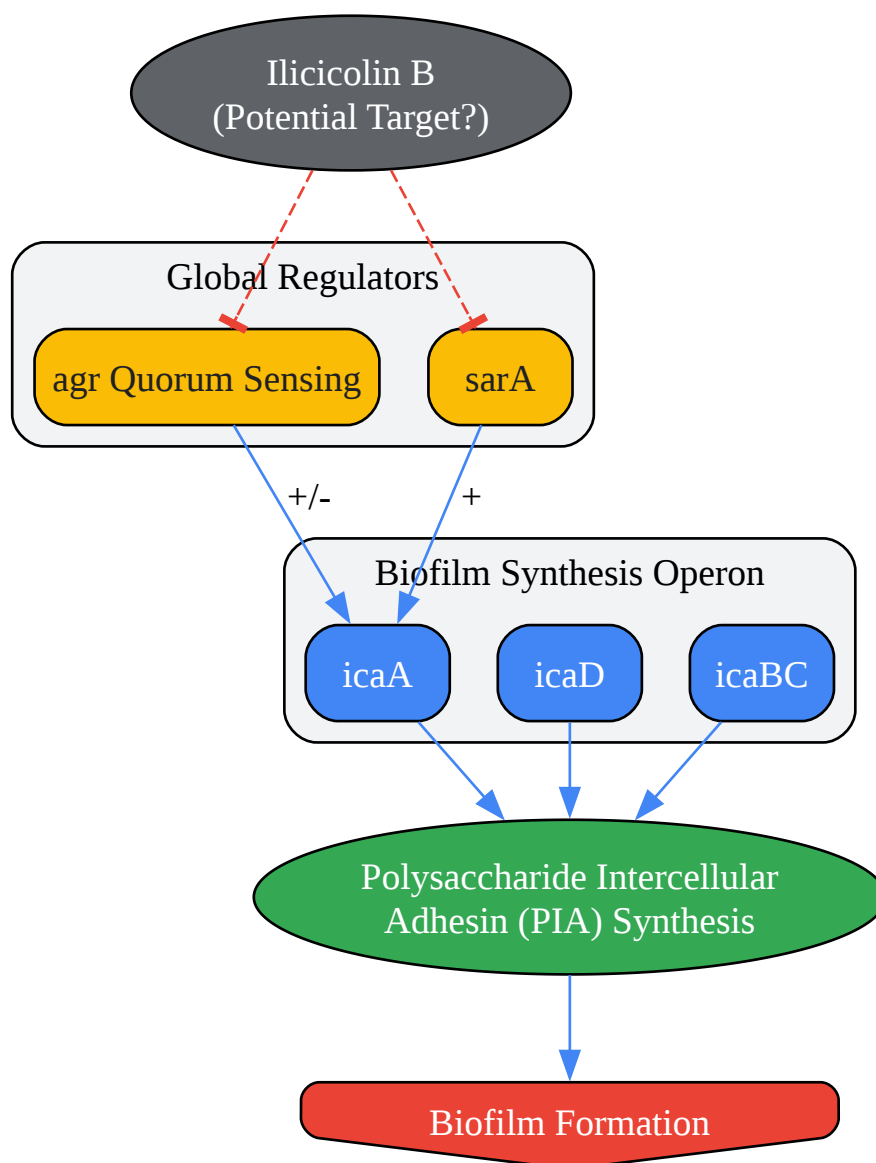 Ilicicolin B
(Potential Target?)
Global Regulators
agr Quorum Sensing
sarA
+/-
+
Biofilm Synthesis Operon
icaA
icaD
icaBC
Polysaccharide Intercellular
Adhesin (PIA) Synthesis
Biofilm Formation